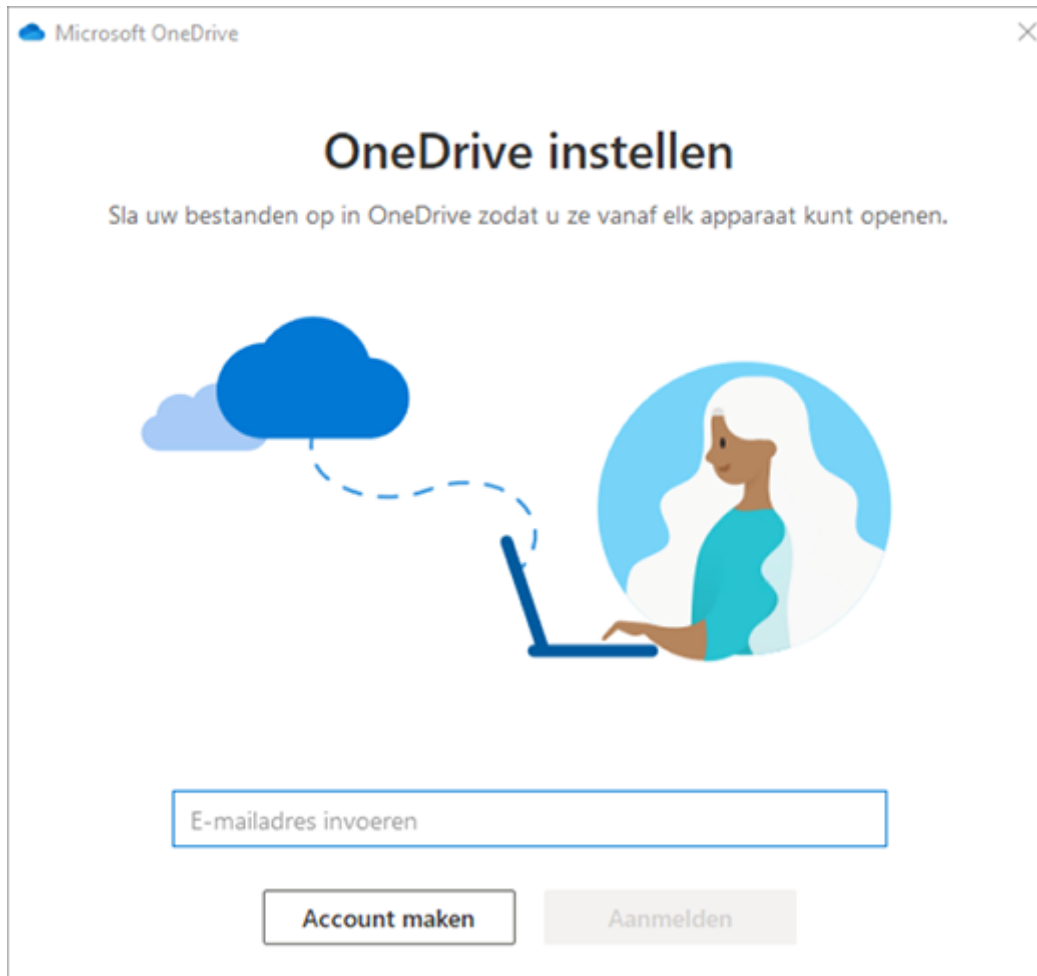 Microsoft OneDrive
OneDrive instellen
Sla uw bestanden op in OneDrive zodat u ze vanaf elk apparaat kunt openen.
E-mailadres invoeren
Account maken
Aanmelden